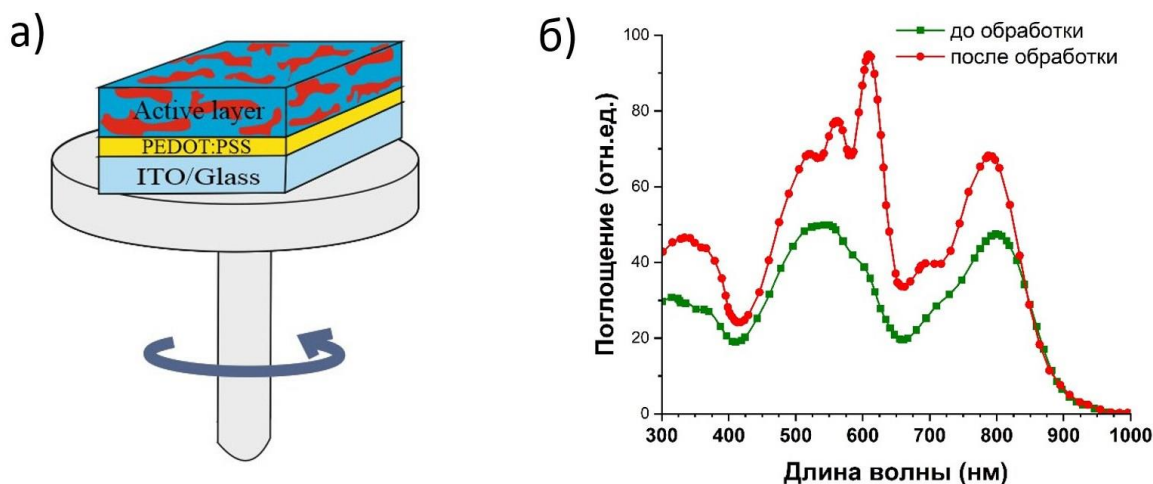 а)
Active layer
PEDOT:PSS
ITO/Glass
б)
до обработки
после обработки
Поглощение (отн.ед.)
100
80
60
40
20
0
300 400 500 600 700 800 900 1000
Длина волны (нм)